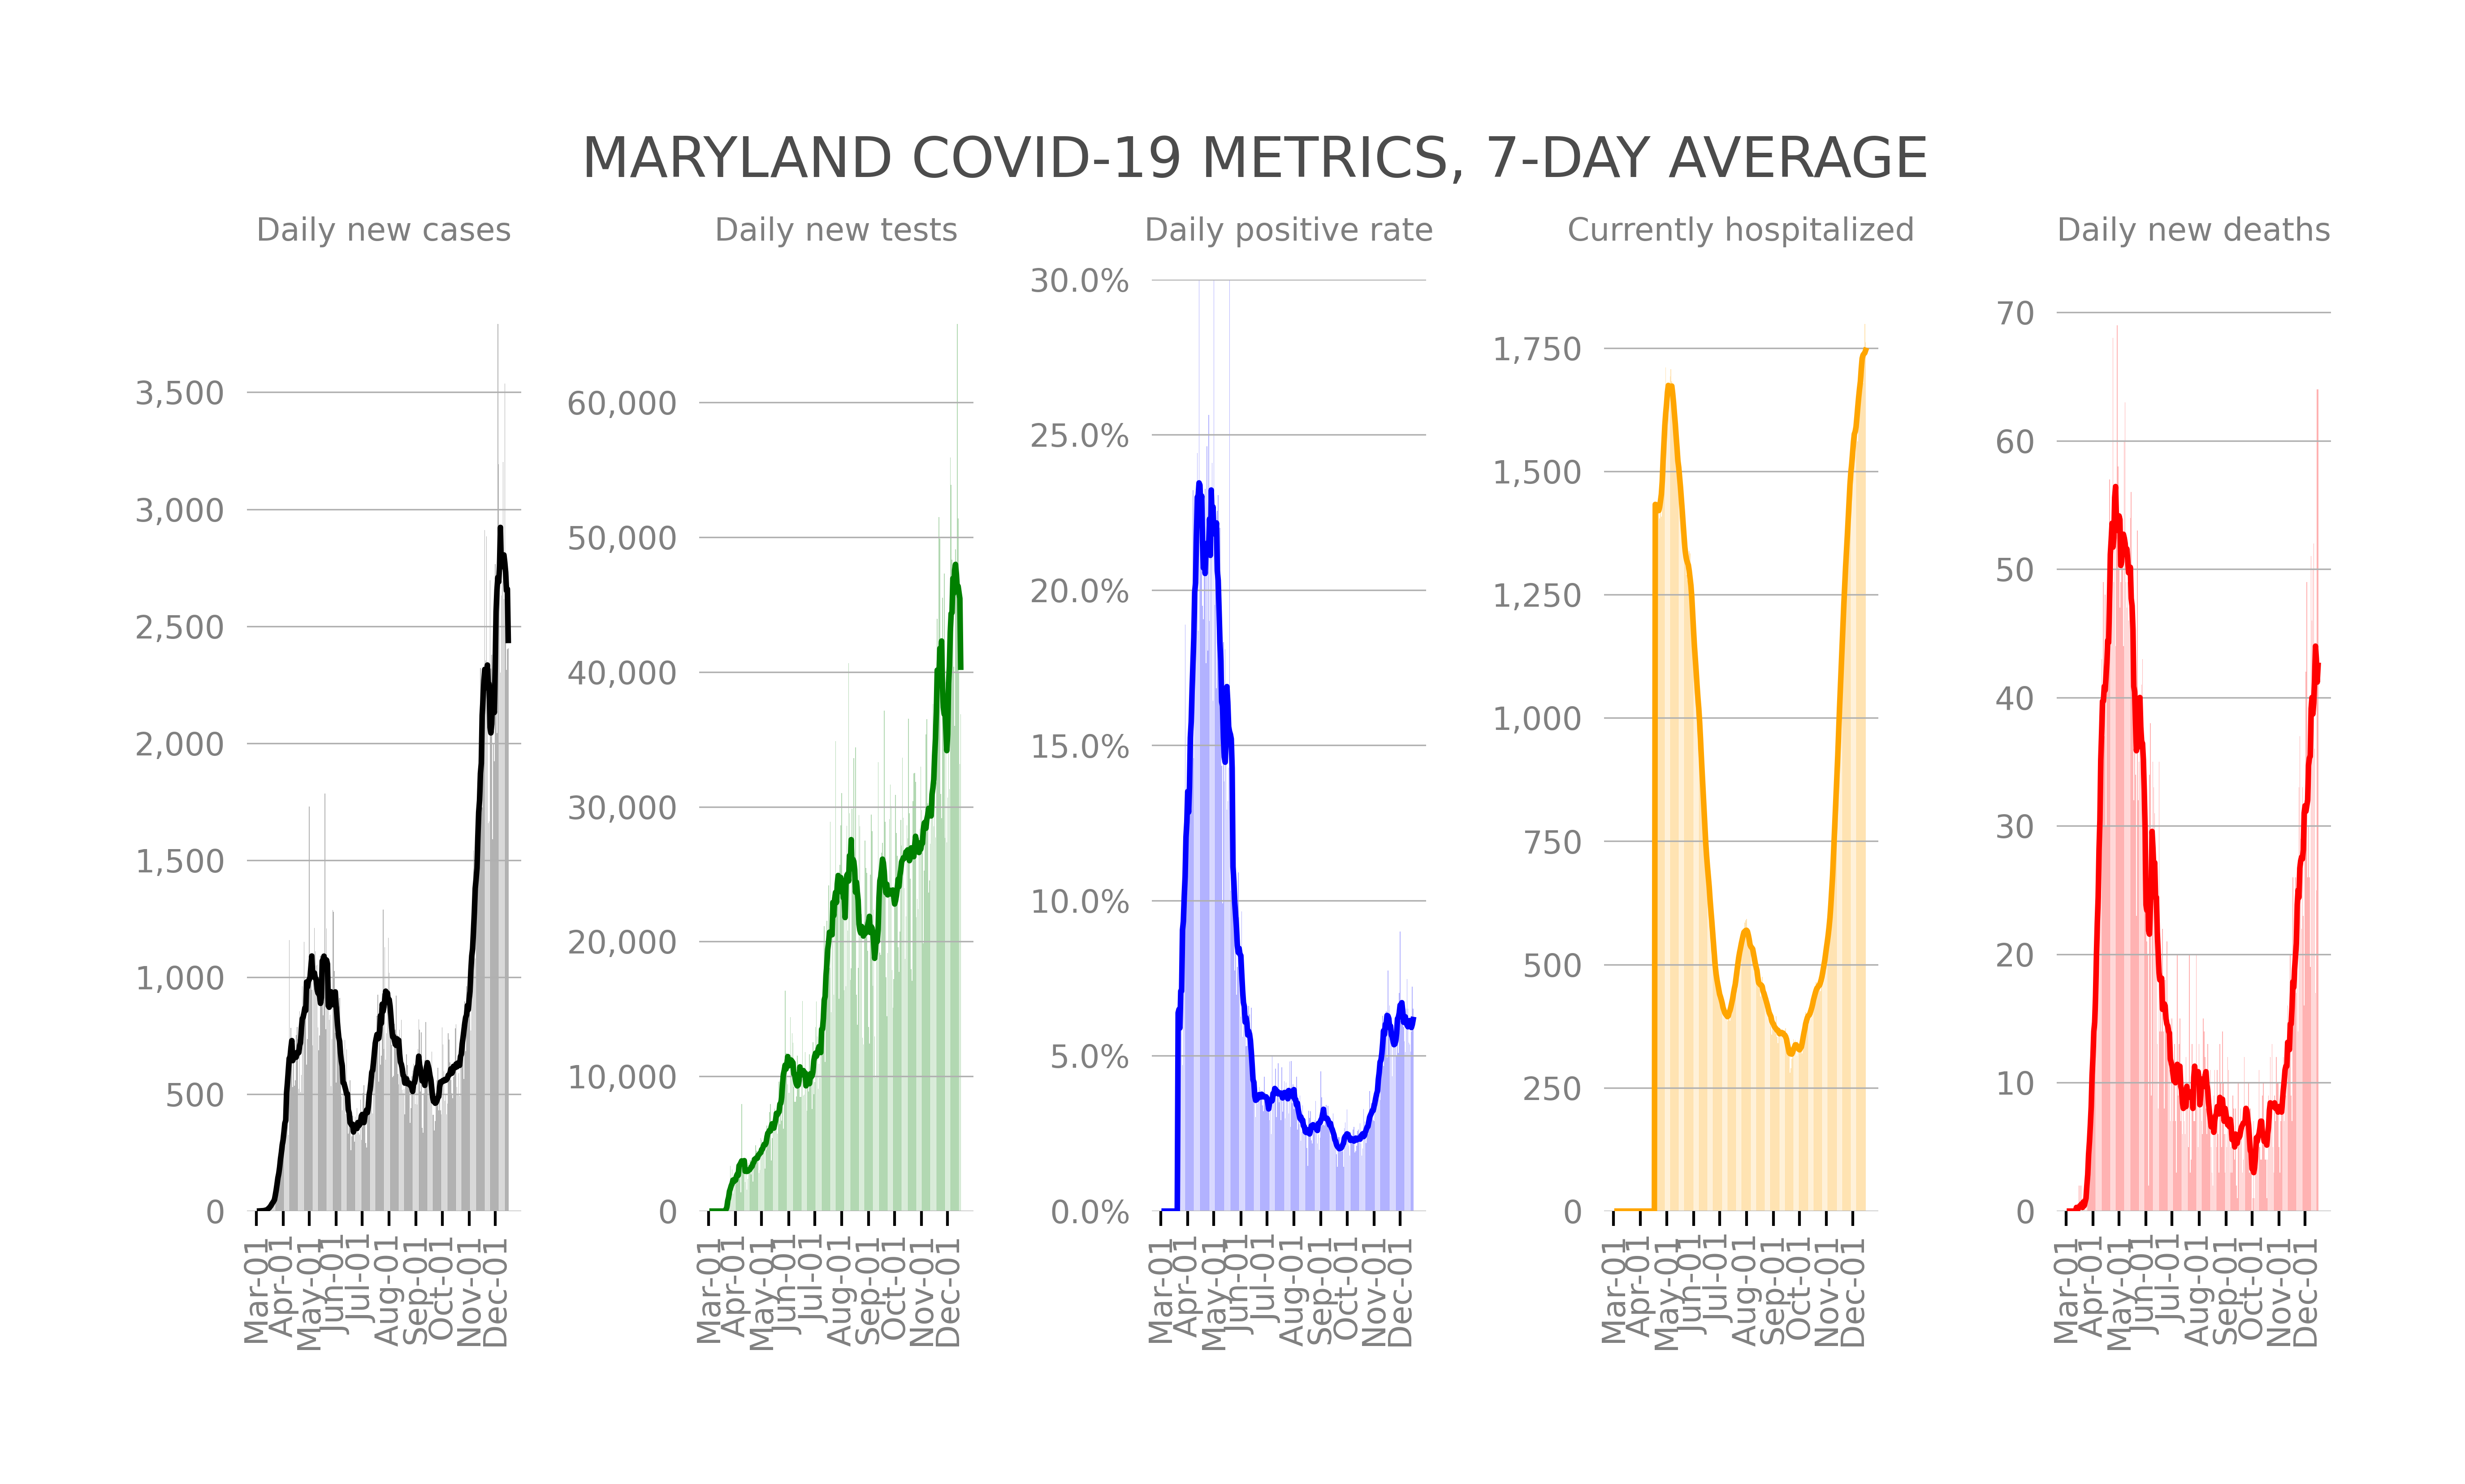 MARYLAND COVID-19 METRICS, 7-DAY AVERAGE
Daily new cases
3,500
3,000
2,500
2,000
1,500
1,000
500
0
Mar-01
Apr-01
May-01
Jun-01
Jul-01
Aug-01
Sep-01
Oct-01
Nov-01
Dec-01
Daily new tests
60,000
50,000
40,000
30,000
20,000
10,000
0
Mar-01
Apr-01
May-01
Jun-01
Jul-01
Aug-01
Sep-01
Oct-01
Nov-01
Dec-01
Daily positive rate
30.0%
25.0%
20.0%
15.0%
10.0%
5.0%
0.0%
Mar-01
Apr-01
May-01
Jun-01
Jul-01
Aug-01
Sep-01
Oct-01
Nov-01
Dec-01
Currently hospitalized
1,750
1,500
1,250
1,000
750
500
250
0
Mar-01
Apr-01
May-01
Jun-01
Jul-01
Aug-01
Sep-01
Oct-01
Nov-01
Dec-01
Daily new deaths
70
60
50
40
30
20
10
0
Mar-01
Apr-01
May-01
Jun-01
Jul-01
Aug-01
Sep-01
Oct-01
Nov-01
Dec-01